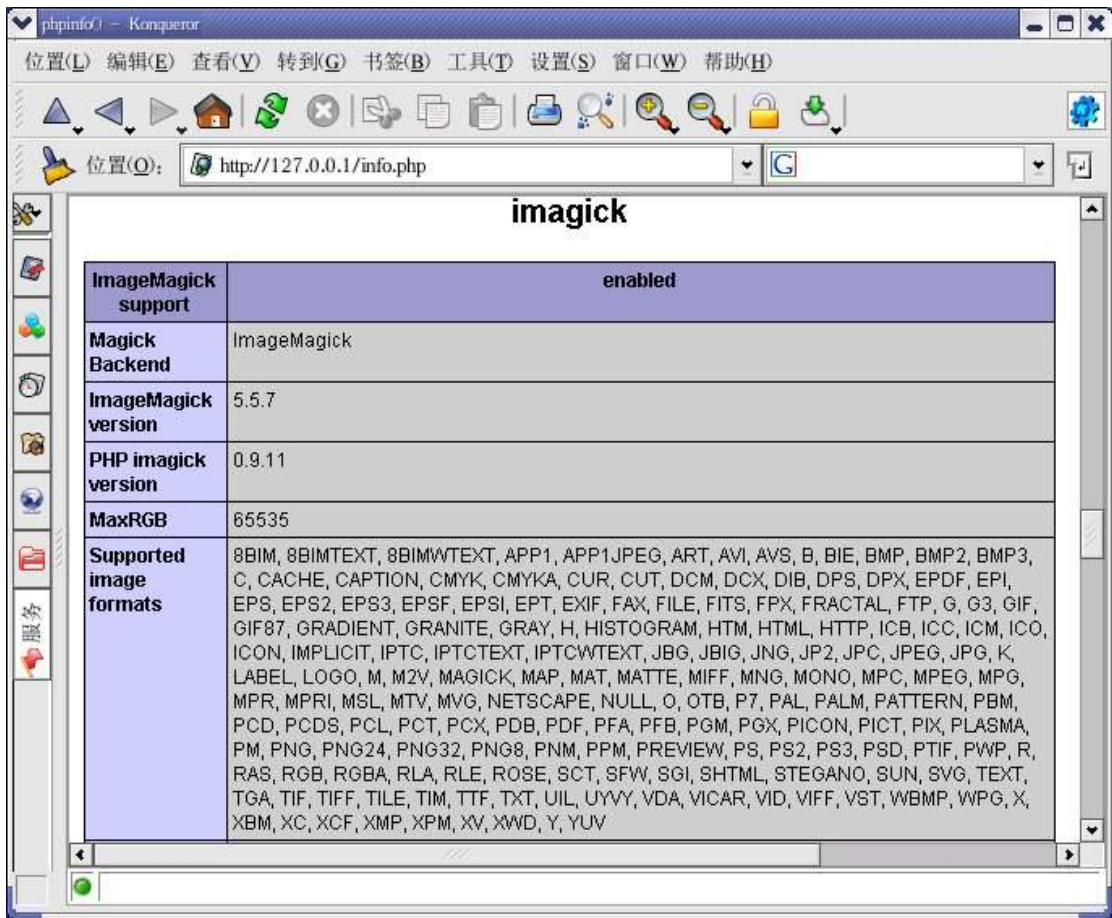 phpinfo() - Konqueror
位置(L) 编辑(E) 查看(V) 转到(G) 书签(B) 工具(T) 设置(S) 窗口(W) 帮助(H)
位置(O): http://127.0.0.1/info.php G
服务
imagick
ImageMagick
support
enabled
Magick
Backend
ImageMagick
ImageMagick
version
5.5.7
PHP imagick
version
0.9.11
MaxRGB
65535
Supported
image
formats
8BIM, 8BIMTEXT, 8BIMWTEXT, APP1, APP1JPEG, ART, AVI, AVS, B, BIE, BMP, BMP2, BMP3,
C, CACHE, CAPTION, CMYK, CMYKA, CUR, CUT, DCM, DCX, DIB, DPS, DPX, EPDF, EPI,
EPS, EPS2, EPS3, EPSF, EPSI, EPT, EXIF, FAX, FILE, FITS, FPX, FRACTAL, FTP, G, G3, GIF,
GIF87, GRADIENT, GRANITE, GRAY, H, HISTOGRAM, HTM, HTML, HTTP, ICB, ICC, ICM, ICO,
ICON, IMPLICIT, IPTC, IPTCTEXT, IPTCWTEXT, JBG, JBIG, JNG, JP2, JPC, JPEG, JPG, K,
LABEL, LOGO, M, M2V, MAGICK, MAP, MAT, MATTE, MIFF, MNG, MONO, MPC, MPEG, MPG,
MPR, MPRI, MSL, MTV, MVG, NETSCAPE, NULL, O, OTB, P7, PAL, PALM, PATTERN, PBM,
PCD, PCDS, PCL, PCT, PCX, PDB, PDF, PFA, PFB, PGM, PGX, PICON, PICT, PIX, PLASMA,
PM, PNG, PNG24, PNG32, PNG8, PNM, PPM, PREVIEW, PS, PS2, PS3, PSD, PTIF, PWP, R,
RAS, RGB, RGBA, RLA, RLE, ROSE, SCT, SFW, SGI, SHTML, STEGANO, SUN, SVG, TEXT,
TGA, TIF, TIFF, TILE, TIM, TTF, TXT, UIL, UYVY, VDA, VICAR, VID, VIFF, VST, WBMP, WPG, X,
XBM, XC, XCF, XMP, XPM, XV, XWD, Y, YUV